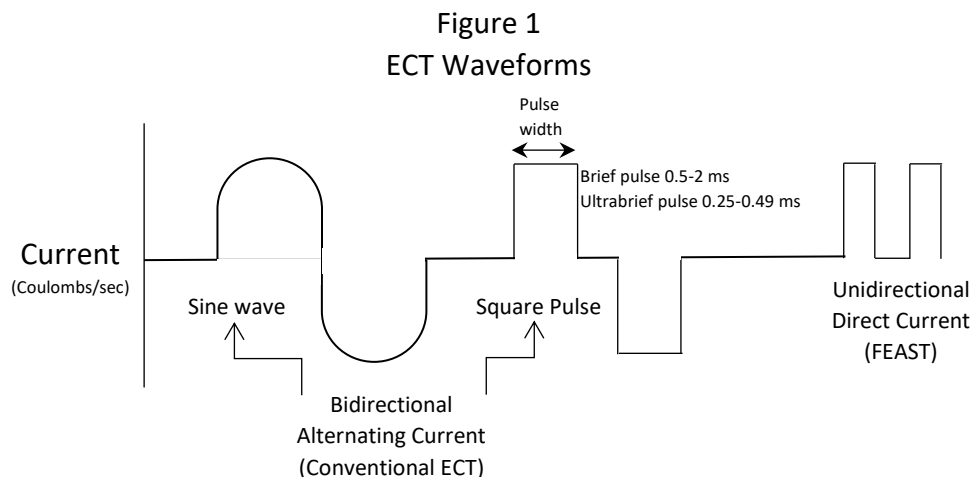 Figure 1
ECT Waveforms
Pulse
width
Brief pulse 0.5-2 ms
Ultrabrief pulse 0.25-0.49 ms
Current
(Coulombs/sec)
Sine wave
Square Pulse
Unidirectional
Direct Current
(FEAST)
Bidirectional
Alternating Current
(Conventional ECT)